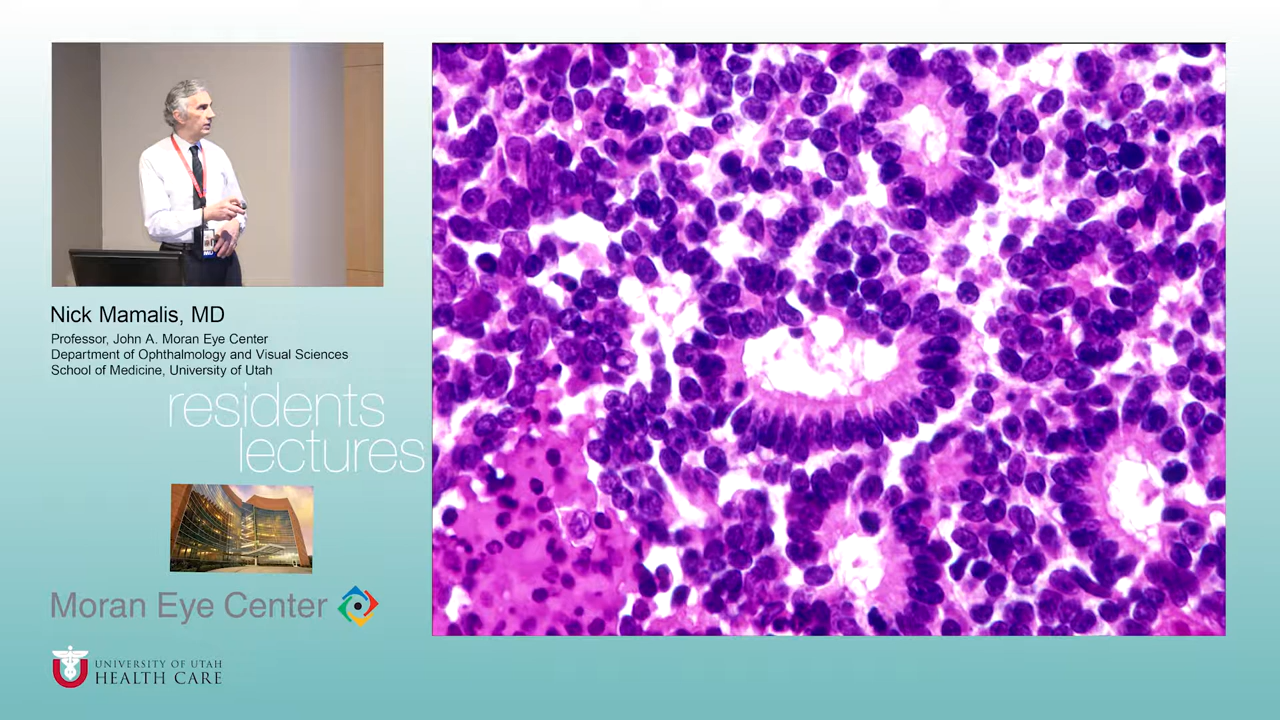 Nick Mamalis, MD
Professor, John A. Moran Eye Center
Department of Ophthalmology and Visual Sciences
School of Medicine, University of Utah
residents
lectures
Moran Eye Center
UNIVERSITY OF UTAH
HEALTH CARE